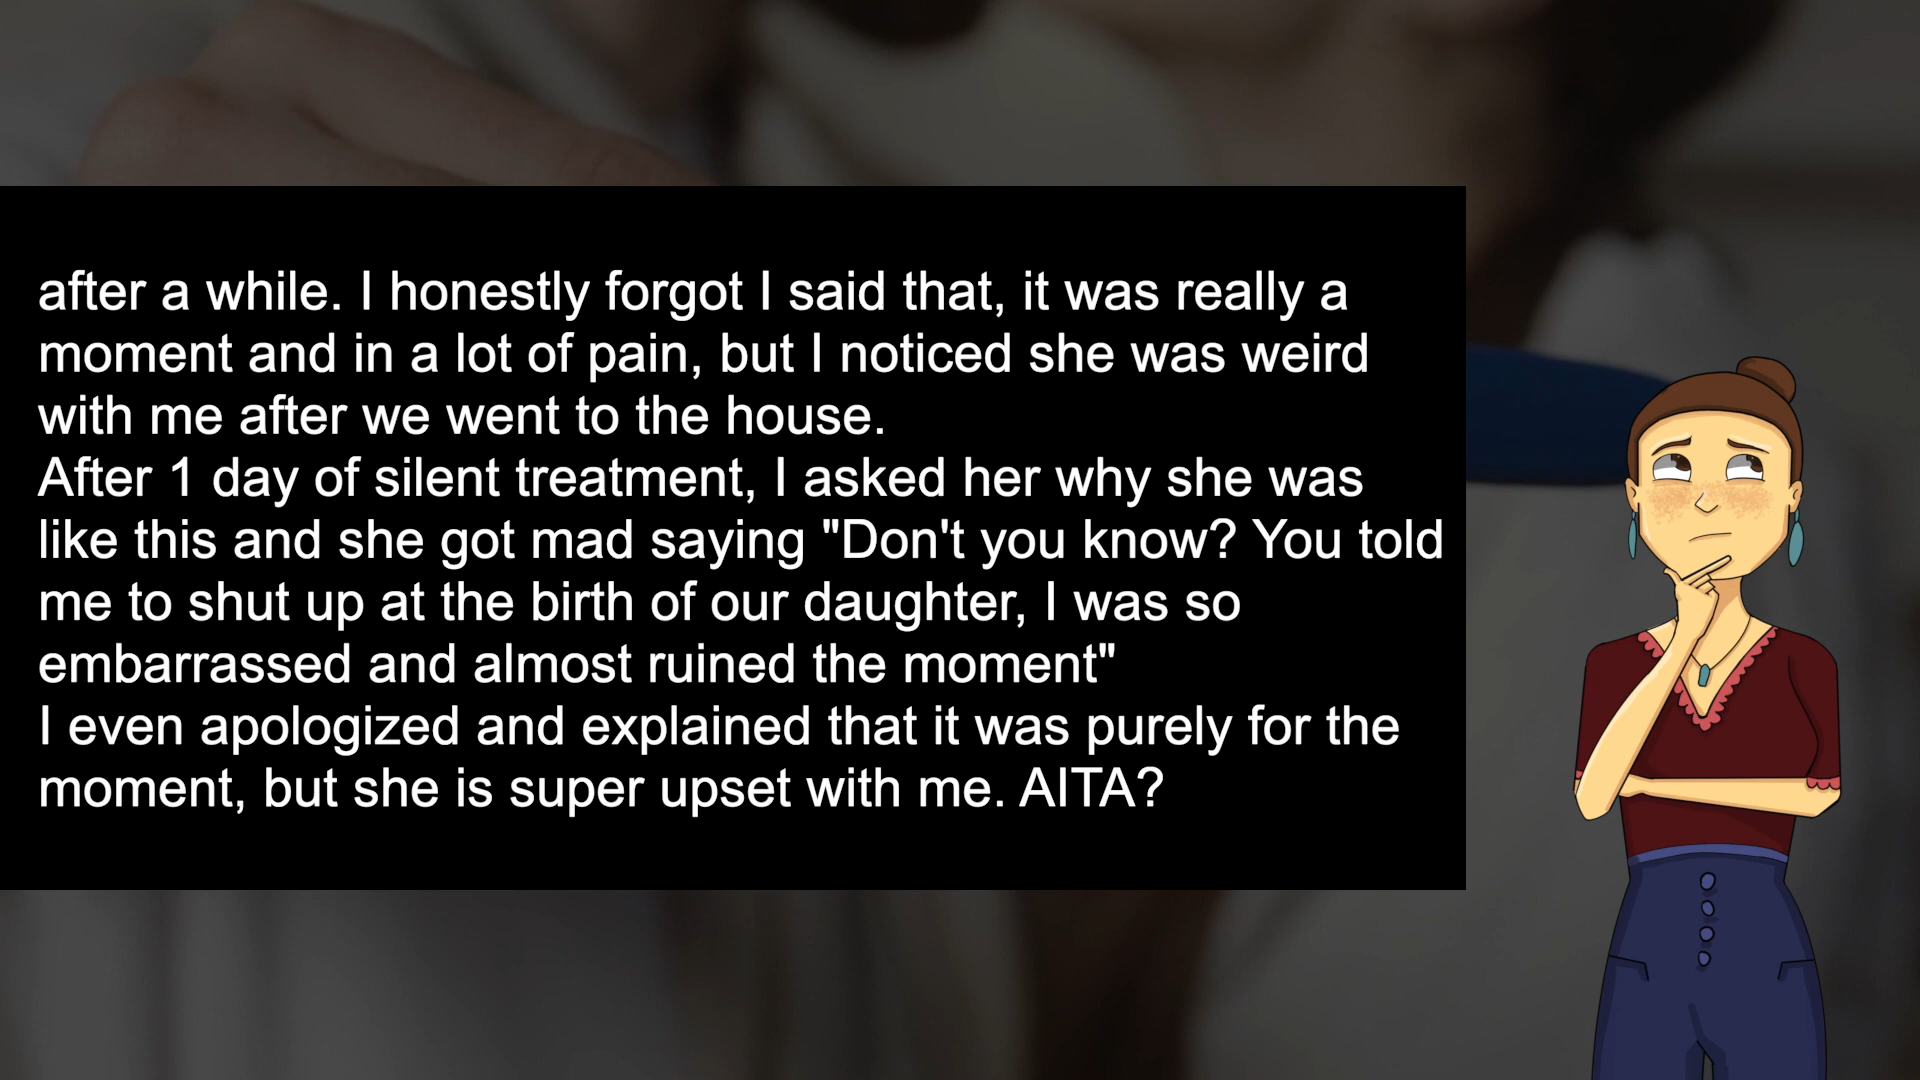 after a while. I honestly forgot I said that, it was really a
moment and in a lot of pain, but I noticed she was weird
with me after we went to the house.
After 1 day of silent treatment, I asked her why she was
like this and she got mad saying "Don't you know? You told
me to shut up at the birth of our daughter, I was so
embarrassed and almost ruined the moment"
I even apologized and explained that it was purely for the
moment, but she is super upset with me. AITA?